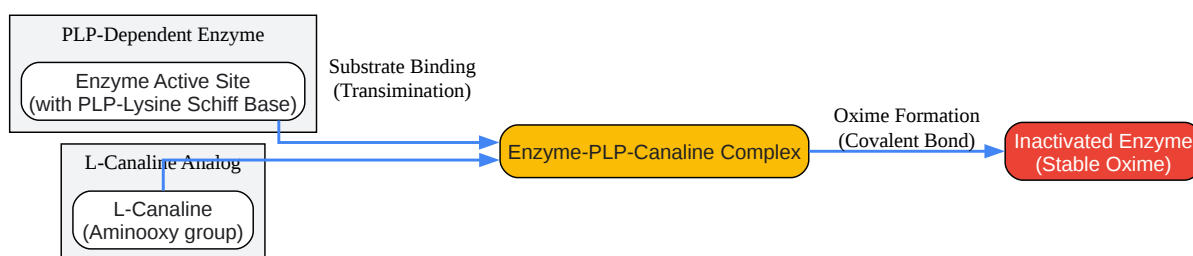 PLP-Dependent Enzyme
Enzyme Active Site
(with PLP-Lysine Schiff Base)
Substrate Binding
(Transimination)
L-Canaline Analog
L-Canaline
(Aminooxy group)
Enzyme-PLP-Canaline Complex
Oxime Formation
(Covalent Bond)
Inactivated Enzyme
(Stable Oxime)